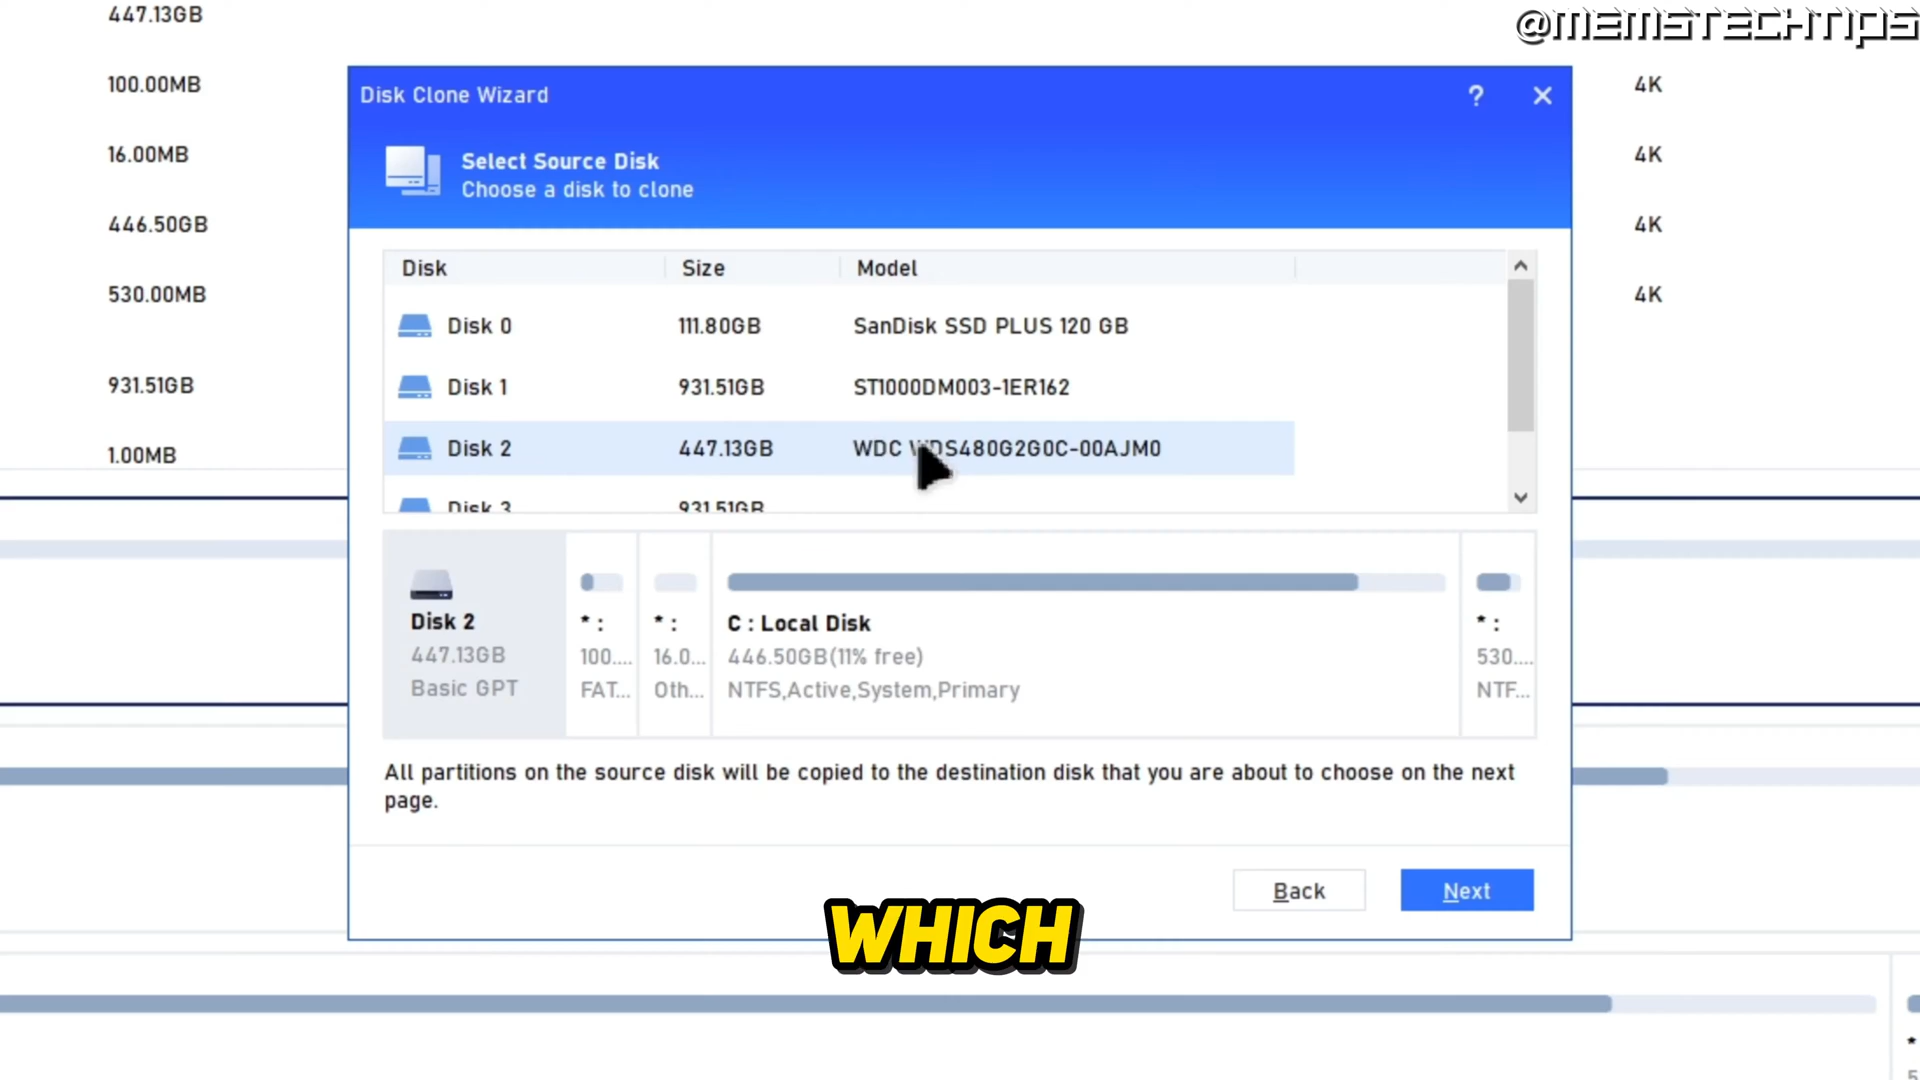 @MEMSTECHTIPS
447.13GB
100.00MB
4K
16.00MB
4K
446.50GB
4K
530.00MB
4K
931.51GB
1.00MB
Disk Clone Wizard
?
Select Source Disk
Choose a disk to clone
Disk Size Model
Disk 0 111.80GB SanDisk SSD PLUS 120 GB
Disk 1 931.51GB ST1000DM003-1ER162
Disk 2 447.13GB WDC WDS480G2G0C-00AJM0
Disk 3 931.51GB
Disk 2
447.13GB
Basic GPT
* :
100....
FAT...
* :
16.0...
Oth...
C : Local Disk
446.50GB(11% free)
NTFS,Active,System,Primary
* :
530....
NTF...
All partitions on the source disk will be copied to the destination disk that you are about to choose on the next
page.
Back Next
WHICH
*